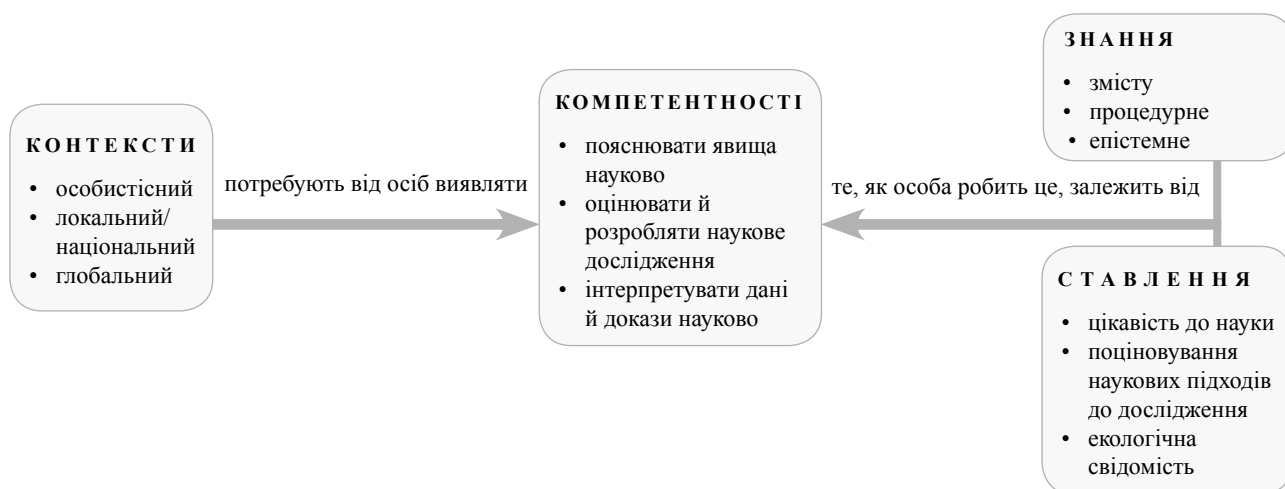 КОНТЕКСТИ
• особистісний
• локальний/
національний
• глобальний
потребують від осіб виявляти
КОМПЕТЕНТНОСТІ
• пояснювати явища
науково
• оцінювати й
розробляти наукове
дослідження
• інтерпретувати дані
й докази науково
те, як особа робить це, залежить від
ЗНАННЯ
• змісту
• процедурне
• епістемне
СТАВЛЕННЯ
• цікавість до науки
• поціновування
наукових підходів
до дослідження
• екологічна
свідомість